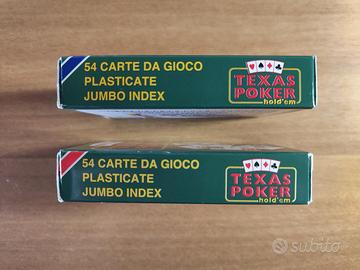 54 CARTE DA GIOCO
PLASTICATE
JUMBO INDEX
TEXAS
POKER
hold'em
54 CARTE DA GIOCO
PLASTICATE
JUMBO INDEX
TEXAS
POKER
hold'em
subito